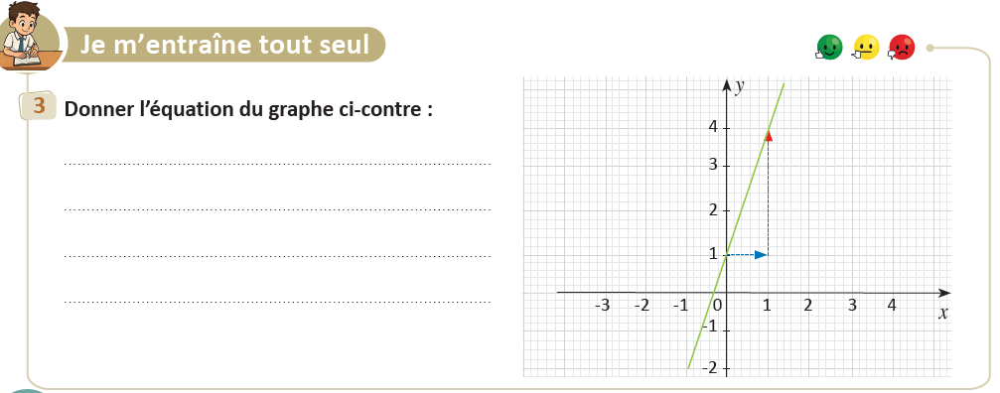 Je m'entraîne tout seul
3 Donner l'équation du graphe ci-contre :
y
4
3
2
1
-3 -2 -1 0 1 2 3 4 x
-1
-2